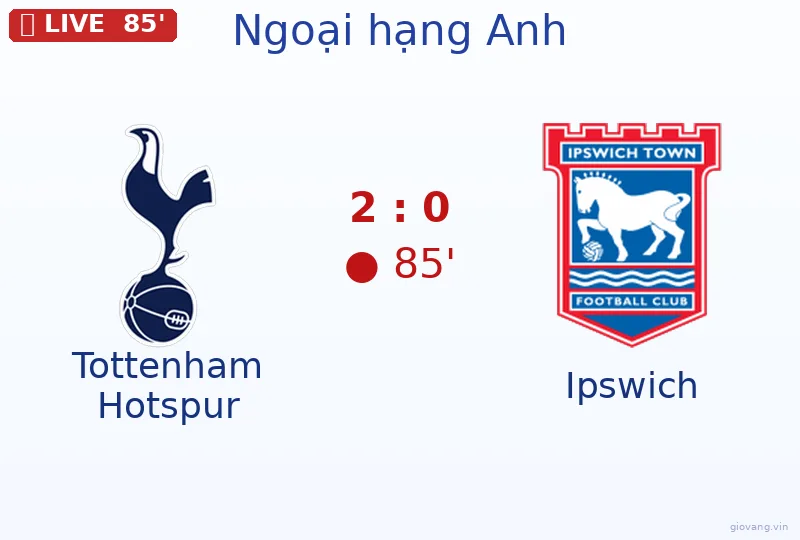 LIVE 85'
Ngoại hạng Anh
IPSWICH TOWN
2 : 0
● 85'
FOOTBALL CLUB
Tottenham
Hotspur
Ipswich
giovang.vin